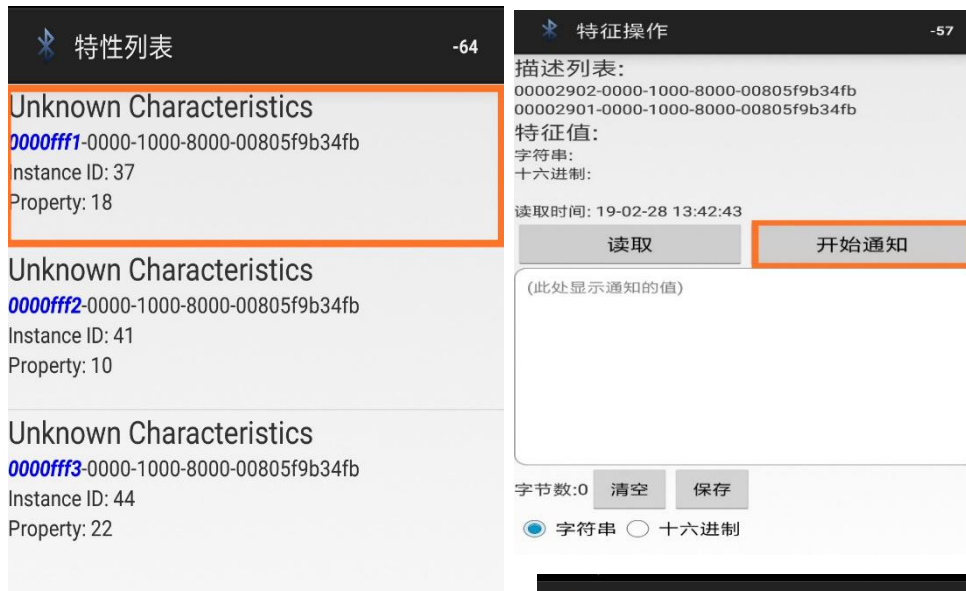 特性列表
-64
Unknown Characteristics
0000fff1-0000-1000-8000-00805f9b34fb
Instance ID: 37
Property: 18
Unknown Characteristics
0000fff2-0000-1000-8000-00805f9b34fb
Instance ID: 41
Property: 10
Unknown Characteristics
0000fff3-0000-1000-8000-00805f9b34fb
Instance ID: 44
Property: 22
特征操作
-57
描述列表:
00002902-0000-1000-8000-00805f9b34fb
00002901-0000-1000-8000-00805f9b34fb
特征值:
字符串:
十六进制:
读取时间: 19-02-28 13:42:43
读取
开始通知
(此处显示通知的值)
字节数:0 清空 保存
字符串 十六进制